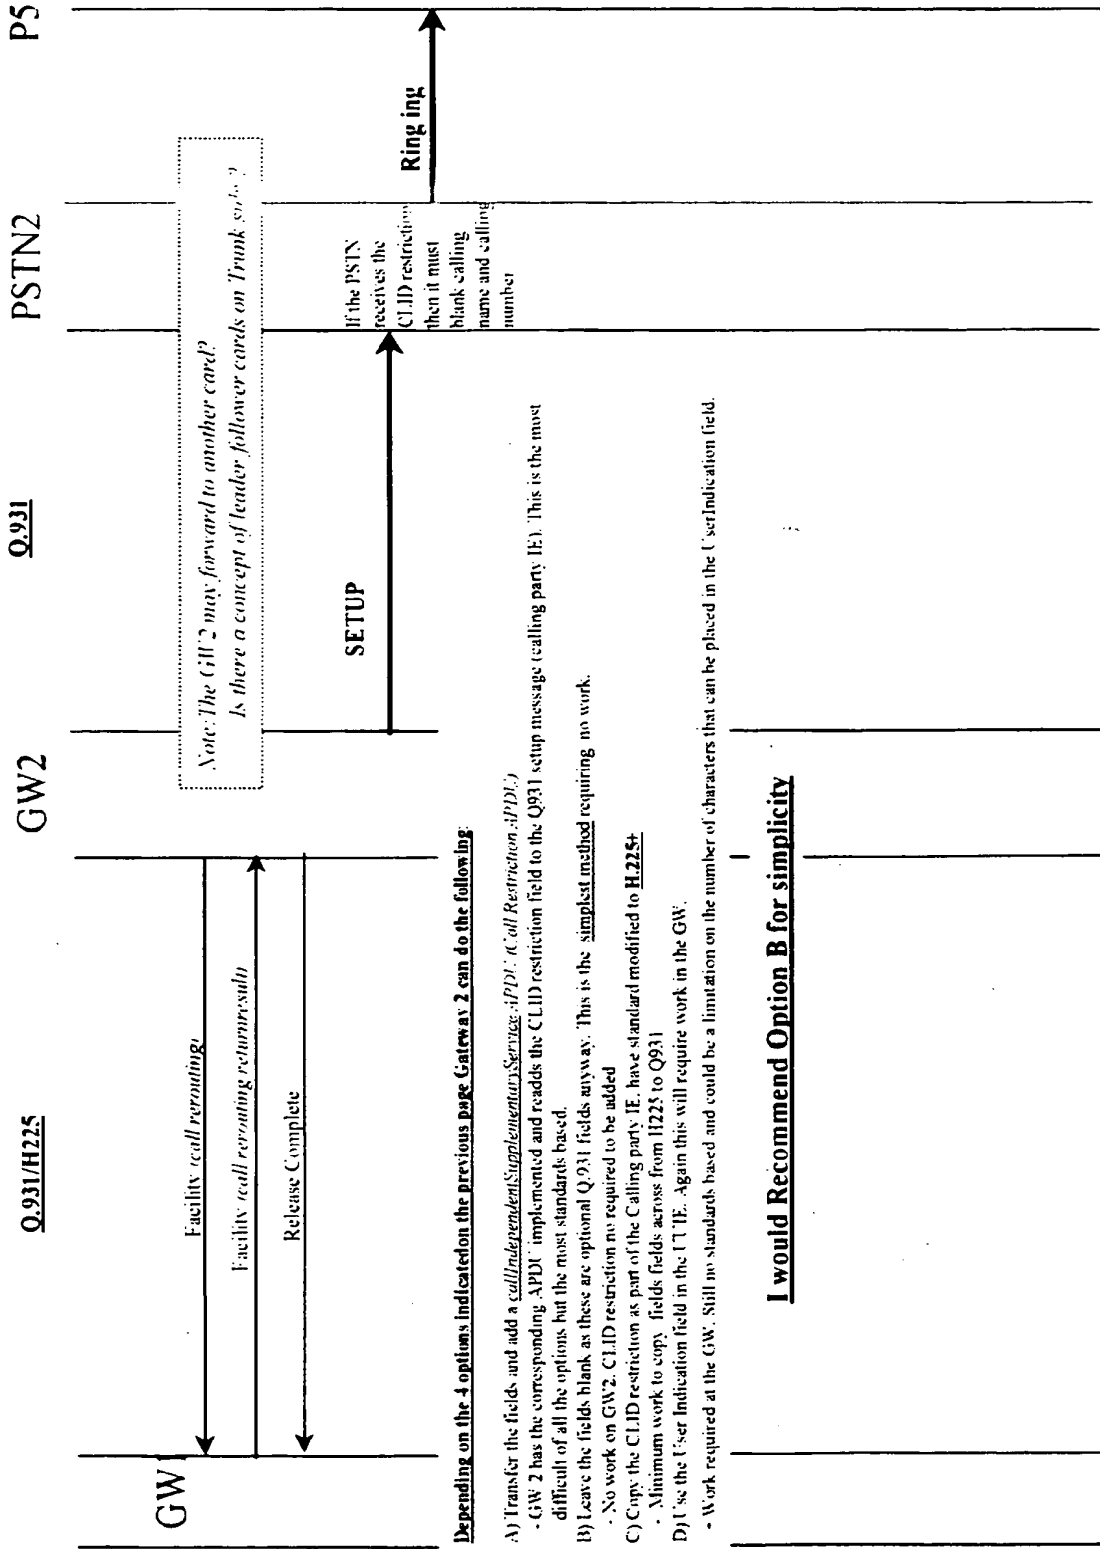 GW1
Q.931/H225
GW2
Q.931
PSTN2
P5
Facility (call rerouting)
Facility (call rerouting returnresult)
Release Complete
Note: The GW2 may forward to another card?
Is there a concept of leader follower cards on Trunk
SETUP
If the PSTN
receives the
CLID restriction
then it must
blank calling
name and calling
number
Ring ing
Depending on the 4 options indicatedon the previous page Gateway 2 can do the following:
A) Transfer the fields and add a callIndependentSupplementaryService APDU (Call Restriction APDU)
- GW 2 has the corresponding APDU implemented and readds the CLID restriction field to the Q931 setup message (calling party IE). This is the most
difficult of all the options but the most standards based.
B) Leave the fields blank as these are optional Q.931 fields anyway. This is the simplest method requiring no work.
- No work on GW2. CLID restriction no required to be added
C) Copy the CLID restriction as part of the Calling party IE, have standard modified to H.225+
- Minimum work to copy fields across from H225 to Q931
D) Use the User Indication field in the UUIE. Again this will require work in the GW.
- Work required at the GW. Still no standards based and could be a limitation on the number of characters that can be placed in the UserIndication field.
I would Recommend Option B for simplicity